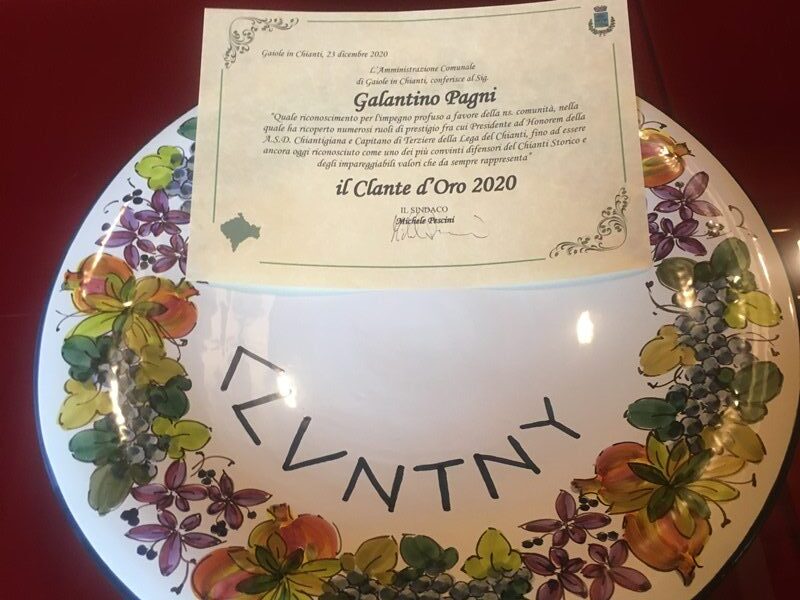 Gaiole in Chianti, 23 dicembre 2020
L'Amministrazione Comunale
di Gaiole in Chianti, conferisce al Sig.
Galantino Pagni
"Quale riconoscimento per l'impegno profuso a favore della ns. comunità, nella
quale ha ricoperto numerosi ruoli di prestigio fra cui Presidente ad Honorem della
A.S.D. Chiantigiana e Capitano di Terziere della Lega del Chianti, fino ad essere
ancora oggi riconosciuto come uno dei più convinti difensori del Chianti Storico e
degli impareggiabili valori che da sempre rappresenta"
il Clante d'Oro 2020
IL SINDACO
Michele Pescini